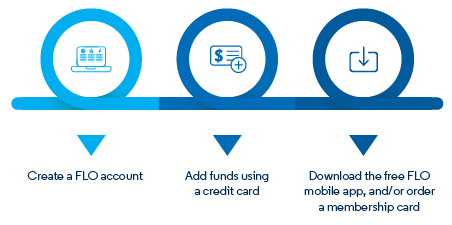 $
Create a FLO account
Add funds using
a credit card
Download the free FLO
mobile app, and/or order
a membership card